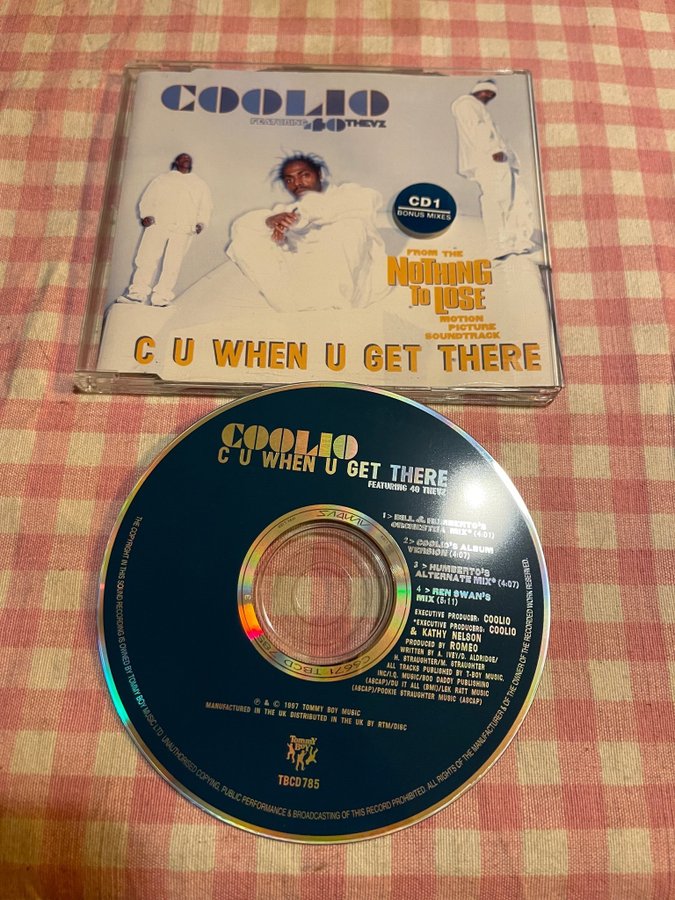 COOLIO
FEATURING 40 THEVZ
CD1
BONUS MIXES
FROM THE
NOTHING
TO LOSE
MOTION
PICTURE
SOUNDTRACK
C U WHEN U GET THERE
COOLIO
C U WHEN U GET THERE
FEATURING 40 THEVZ
1 > BILL & HUMBERTO'S
ORCHESTRA MIX* (4:01)
2 > COOLIO'S ALBUM
VERSION (4:07)
3 > HUMBERTO'S
ALTERNATE MIX* (4:07)
4 > REN SWAN'S
MIX (5:11)
EXECUTIVE PRODUCER: COOLIO
*EXECUTIVE PRODUCERS: COOLIO
& KATHY NELSON
PRODUCED BY ROMEO
WRITTEN BY A. IVEY/D. ALDRIDGE/
H. STRAUGHTER/M. STRAUGHTER
ALL TRACKS PUBLISHED BY T-BOY MUSIC,
INC/I.Q. MUSIC/BOO DADDY PUBLISHING
(ASCAP)/DU IT ALL (BMI)/LEK RATT MUSIC
(ASCAP)/POOKIE STRAUGHTER MUSIC (ASCAP)
℗ & © 1997 TOMMY BOY MUSIC
MANUFACTURED IN THE UK DISTRIBUTED IN THE UK BY RTM/DISC
Tommy
Boy
TBCD 785
THE COPYRIGHT IN THIS SOUND RECORDING IS OWNED BY TOMMY BOY MUSIC LTD. UNAUTHORISED COPYING, PUBLIC PERFORMANCE & BROADCASTING OF THIS RECORD PROHIBITED. ALL RIGHTS OF THE MANUFACTURER & OF THE OWNER OF THE RECORDED WORK RESERVED.